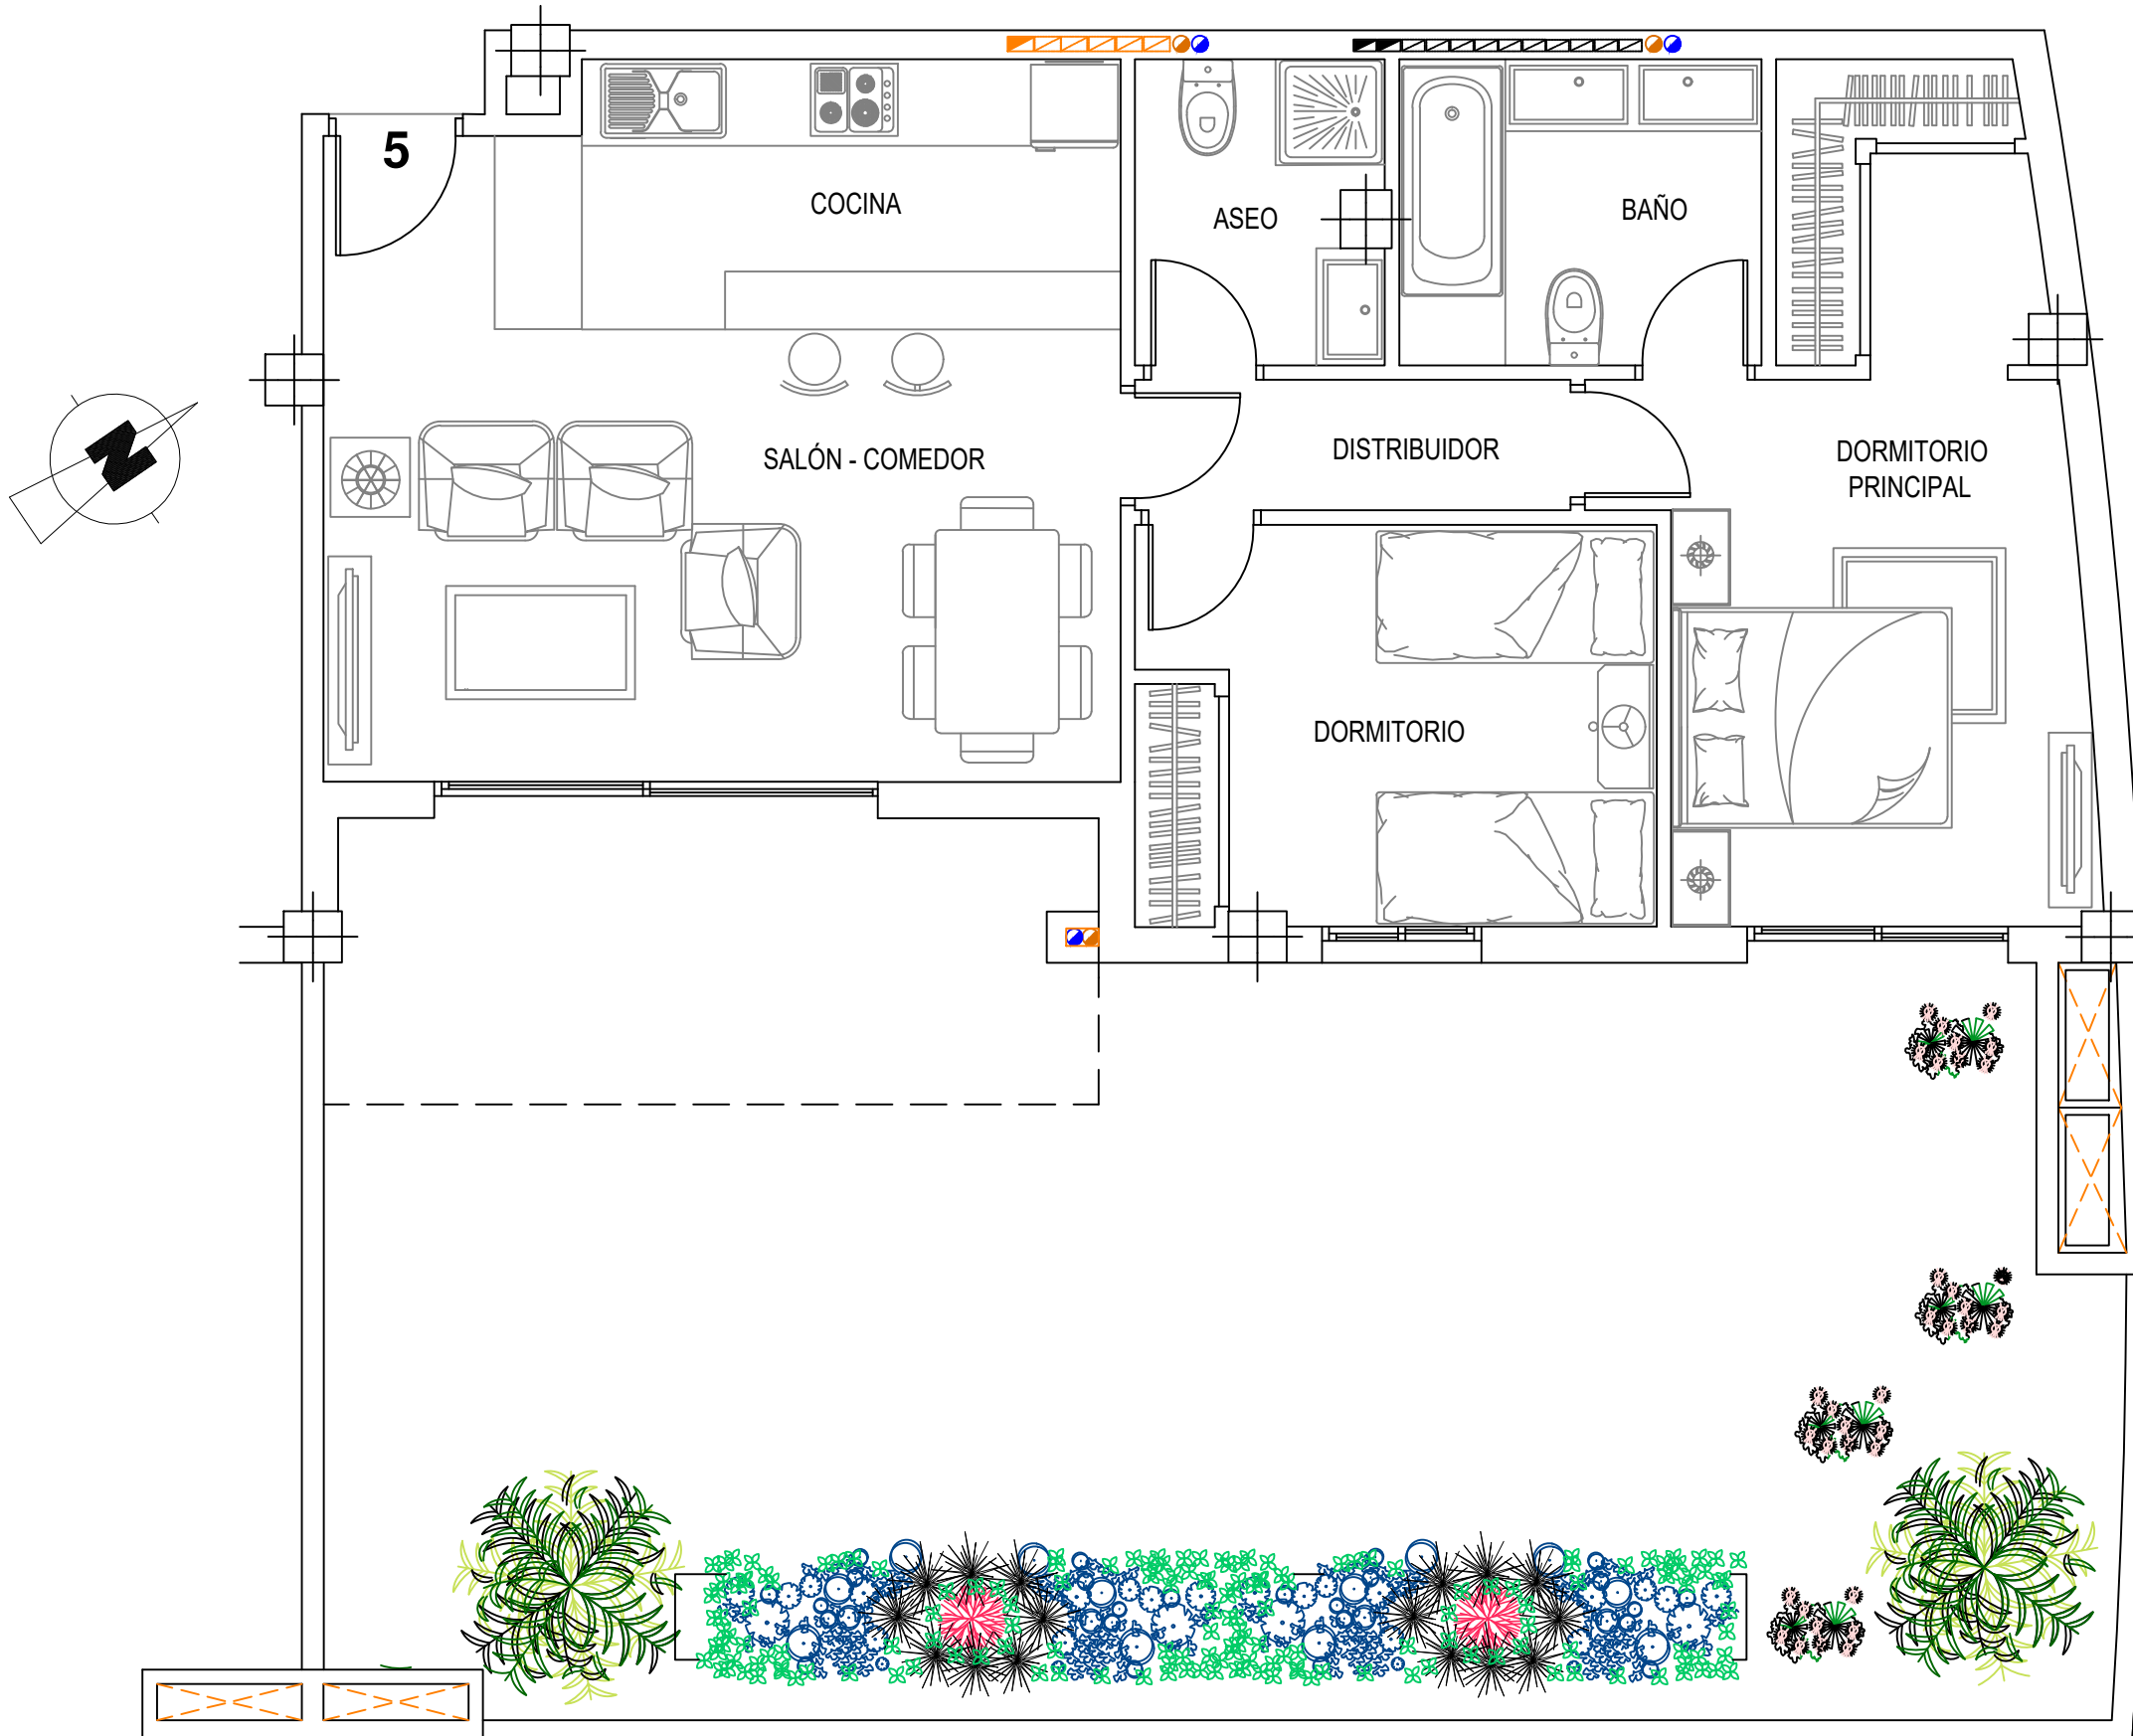 5
COCINA
ASEO
BAÑO
SALÓN - COMEDOR
DISTRIBUIDOR
DORMITORIO
PRINCIPAL
DORMITORIO
N